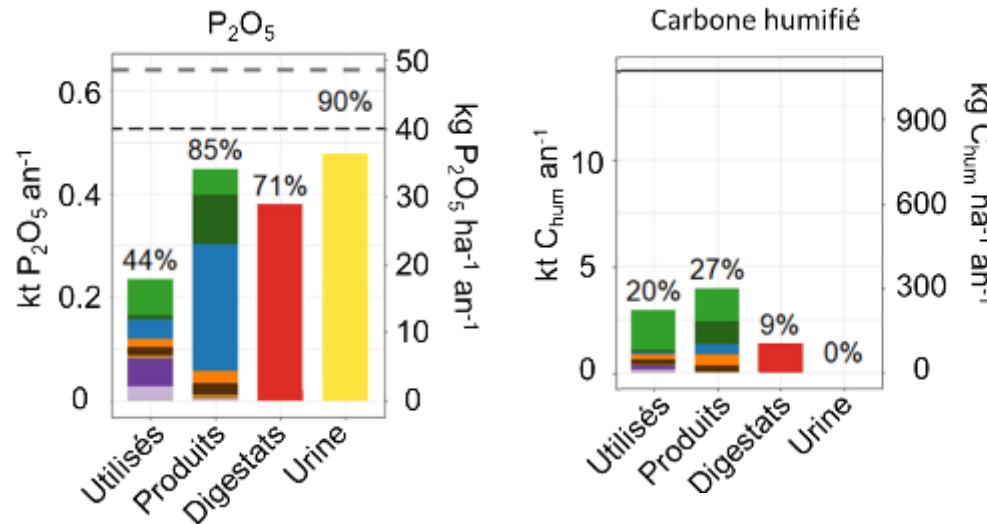 P₂O₅
kt P₂O₅ an⁻¹
0.6
0.4
0.2
0
44%
85%
71%
90%
50
40
30
20
10
0
kg P₂O₅ ha⁻¹ an⁻¹
Utilisés
Produits
Digestats
Urine
Carbone humifié
kt C_hum an⁻¹
10
5
0
20%
27%
9%
0%
900
600
300
0
kg C_hum ha⁻¹ an⁻¹
Utilisés
Produits
Digestats
Urine